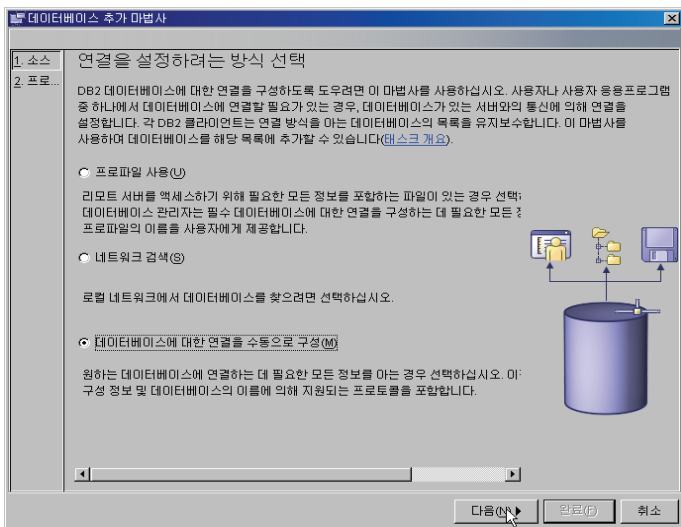 데이터베이스 추가 마법사
1. 소스
2. 프로...
연결을 설정하려는 방식 선택
DB2 데이터베이스에 대한 연결을 구성하도록 도우려면 이 마법사를 사용하십시오. 사용자나 사용자 응용프로그램
중 하나에서 데이터베이스에 연결할 필요가 있는 경우, 데이터베이스가 있는 서버와의 통신에 의해 연결을
설정합니다. 각 DB2 클라이언트는 연결 방식을 아는 데이터베이스의 목록을 유지보수합니다. 이 마법사를
사용하여 데이터베이스를 해당 목록에 추가할 수 있습니다(태스크 개요).
프로파일 사용(U)
리모트 서버를 액세스하기 위해 필요한 모든 정보를 포함하는 파일이 있는 경우
데이터베이스 관리자는 필수 데이터베이스에 대한 연결을 구성하는 데 필요한 모든
프로파일의 이름을 사용자에게 제공합니다.
네트워크 검색(S)
로컬 네트워크에서 데이터베이스를 찾으려면 선택하십시오.
데이터베이스에 대한 연결을 수동으로 구성(M)
원하는 데이터베이스에 연결하는 데 필요한 모든 정보를 아는 경우 선택하십시오.
구성 정보 및 데이터베이스의 이름에 의해 지원되는 프로토콜을 포함합니다.
다음(N)
완료(F)
취소